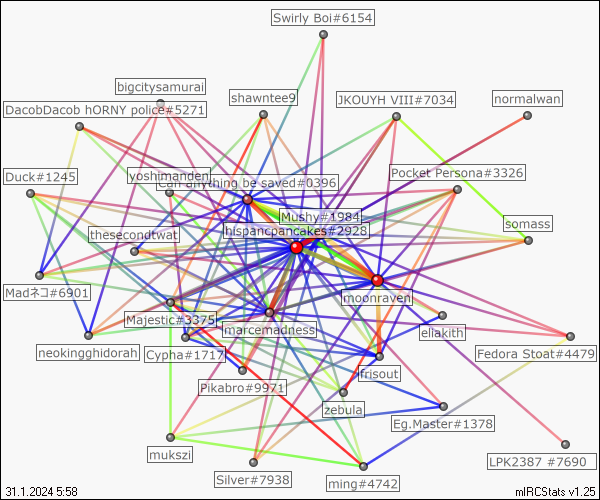 Swirly Boi#6154
bigcitysamurai
shawntee9
JKOUYH VIII#7034
normalwan
DacobDacob hORNY police#5271
Duck#1245
yoshimanden
Can anything be saved#0396
Pocket Persona#3326
Mushy#1984
somass
thesecondtwat
hispancpancakes#2928
Madネコ#6901
moonraven
Majestic#3375
marcemadness
eliakith
neokingghidorah
Cypha#1717
Fedora Stoat#4479
frisout
Pikabro#9971
zebula
Eg.Master#1378
mukszi
LPK2387 #7690
Silver#7938
ming#4742
31.1.2024 5:58
mIRCStats v1.25